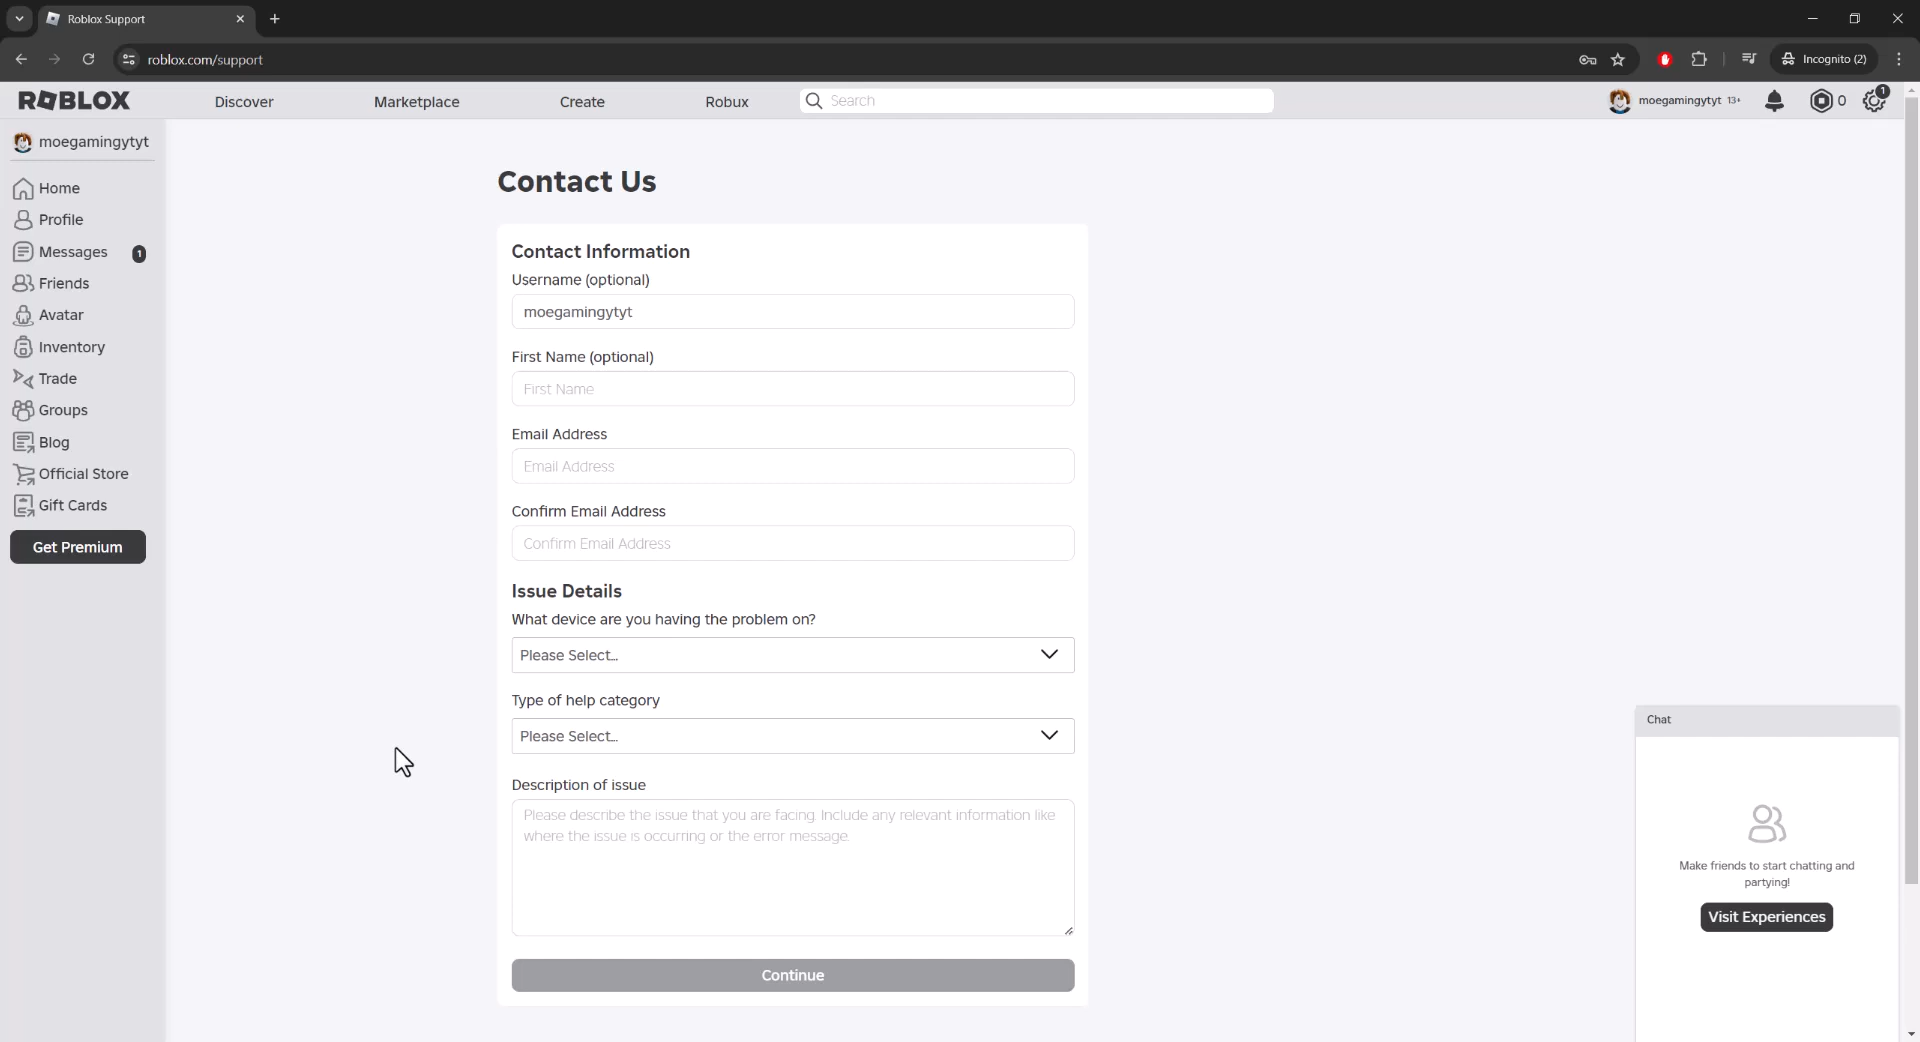 Roblox Support
roblox.com/support
Incognito (2)
ROBLOX
Discover
Marketplace
Create
Robux
Search
moegamingytyt 13+
0
1
moegamingytyt
Home
Profile
Messages
1
Friends
Avatar
Inventory
Trade
Groups
Blog
Official Store
Gift Cards
Get Premium
Contact Us
Contact Information
Username (optional)
moegamingytyt
First Name (optional)
First Name
Email Address
Email Address
Confirm Email Address
Confirm Email Address
Issue Details
What device are you having the problem on?
Please Select...
Type of help category
Please Select...
Description of issue
Please describe the issue that you are facing. Include any relevant information like
where the issue is occurring or the error message.
Continue
Chat
Make friends to start chatting and
partying!
Visit Experiences